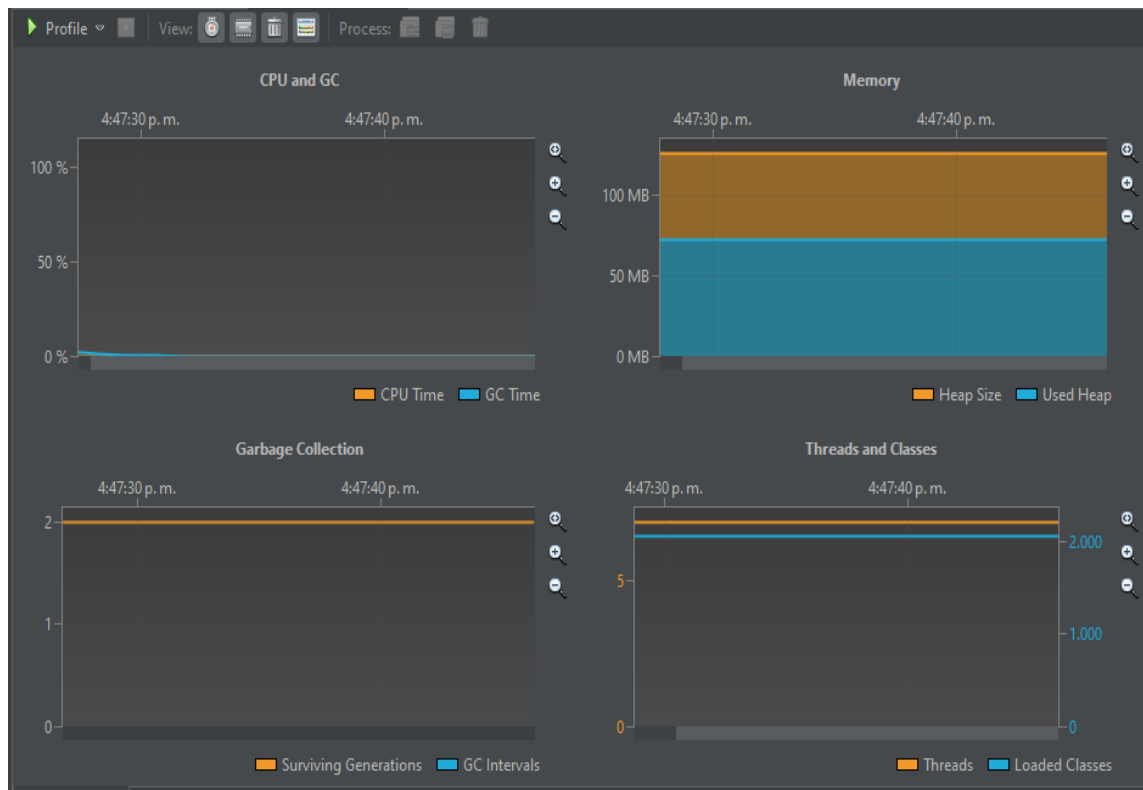 Profile View: Process:
CPU and GC
4:47:30 p. m. 4:47:40 p. m.
100 %
50 %
0 %
CPU Time GC Time
Memory
4:47:30 p. m. 4:47:40 p. m.
100 MB
50 MB
0 MB
Heap Size Used Heap
Garbage Collection
4:47:30 p. m. 4:47:40 p. m.
2
1
0
Surviving Generations GC Intervals
Threads and Classes
4:47:30 p. m. 4:47:40 p. m.
2.000
5
1.000
0 0
Threads Loaded Classes